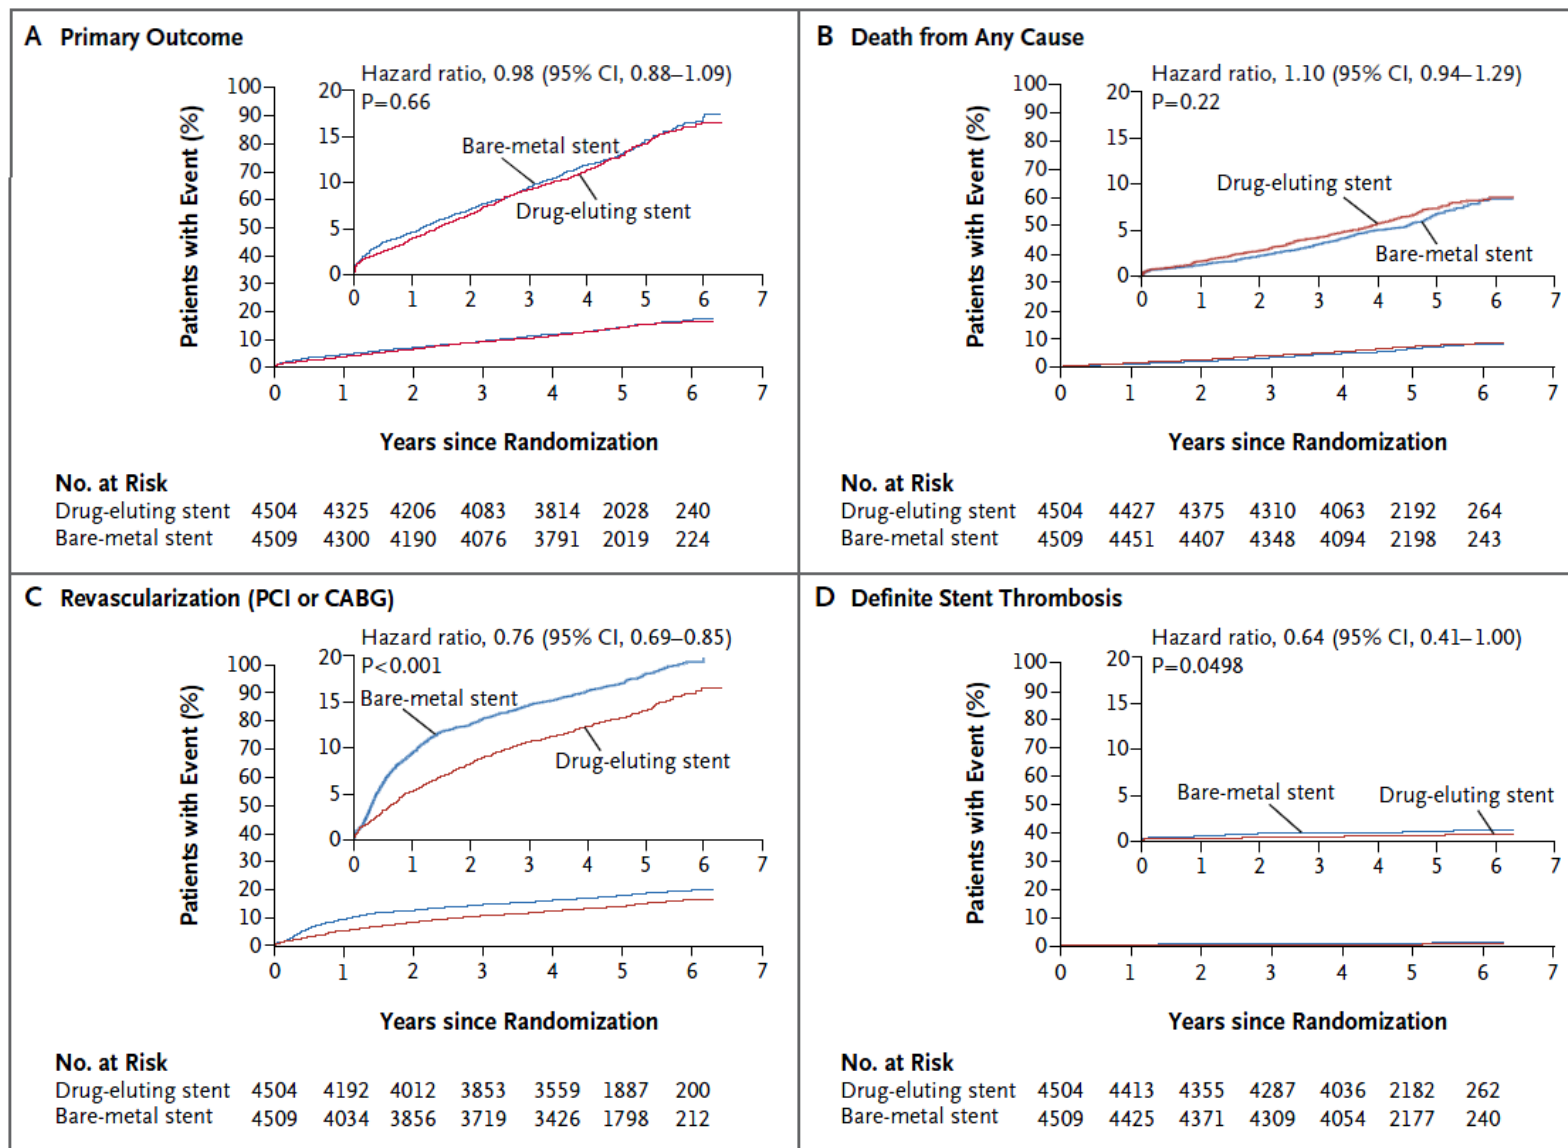 A Primary Outcome
Hazard ratio, 0.98 (95% CI, 0.88–1.09)
P=0.66
Patients with Event (%)
100
90
80
70
60
50
40
30
20
10
0
20
15
10
5
0
Bare-metal stent
Drug-eluting stent
0 1 2 3 4 5 6 7
0 1 2 3 4 5 6 7
Years since Randomization
No. at Risk
Drug-eluting stent 4504 4325 4206 4083 3814 2028 240
Bare-metal stent 4509 4300 4190 4076 3791 2019 224
B Death from Any Cause
Hazard ratio, 1.10 (95% CI, 0.94–1.29)
P=0.22
Patients with Event (%)
100
90
80
70
60
50
40
30
20
10
0
20
15
10
5
0
Drug-eluting stent
Bare-metal stent
0 1 2 3 4 5 6 7
0 1 2 3 4 5 6 7
Years since Randomization
No. at Risk
Drug-eluting stent 4504 4427 4375 4310 4063 2192 264
Bare-metal stent 4509 4451 4407 4348 4094 2198 243
C Revascularization (PCI or CABG)
Hazard ratio, 0.76 (95% CI, 0.69–0.85)
P<0.001
Patients with Event (%)
100
90
80
70
60
50
40
30
20
10
0
20
15
10
5
0
Bare-metal stent
Drug-eluting stent
0 1 2 3 4 5 6 7
0 1 2 3 4 5 6 7
Years since Randomization
No. at Risk
Drug-eluting stent 4504 4192 4012 3853 3559 1887 200
Bare-metal stent 4509 4034 3856 3719 3426 1798 212
D Definite Stent Thrombosis
Hazard ratio, 0.64 (95% CI, 0.41–1.00)
P=0.0498
Patients with Event (%)
100
90
80
70
60
50
40
30
20
10
0
20
15
10
5
0
Bare-metal stent
Drug-eluting stent
0 1 2 3 4 5 6 7
0 1 2 3 4 5 6 7
Years since Randomization
No. at Risk
Drug-eluting stent 4504 4413 4355 4287 4036 2182 262
Bare-metal stent 4509 4425 4371 4309 4054 2177 240